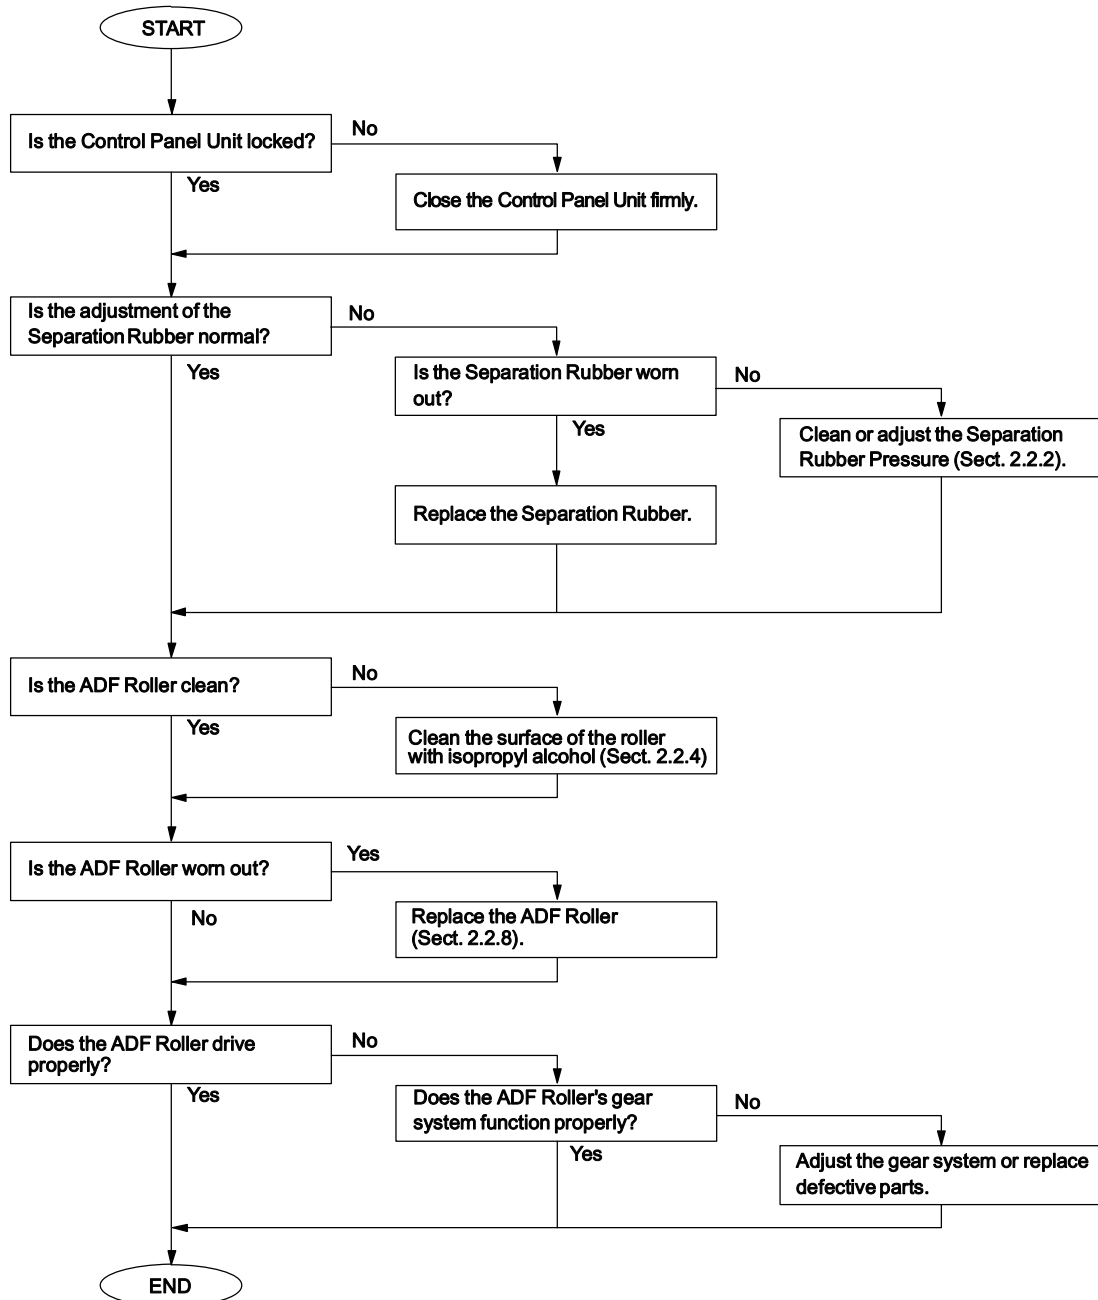 START
Is the Control Panel Unit locked?
No
Yes
Close the Control Panel Unit firmly.
Is the adjustment of the
Separation Rubber normal?
No
Yes
Is the Separation Rubber worn
out?
No
Yes
Clean or adjust the Separation
Rubber Pressure (Sect. 2.2.2).
Replace the Separation Rubber.
Is the ADF Roller clean?
No
Yes
Clean the surface of the roller
with isopropyl alcohol (Sect. 2.2.4)
Is the ADF Roller worn out?
Yes
No
Replace the ADF Roller
(Sect. 2.2.8).
Does the ADF Roller drive
properly?
No
Yes
Does the ADF Roller's gear
system function properly?
No
Yes
Adjust the gear system or replace
defective parts.
END